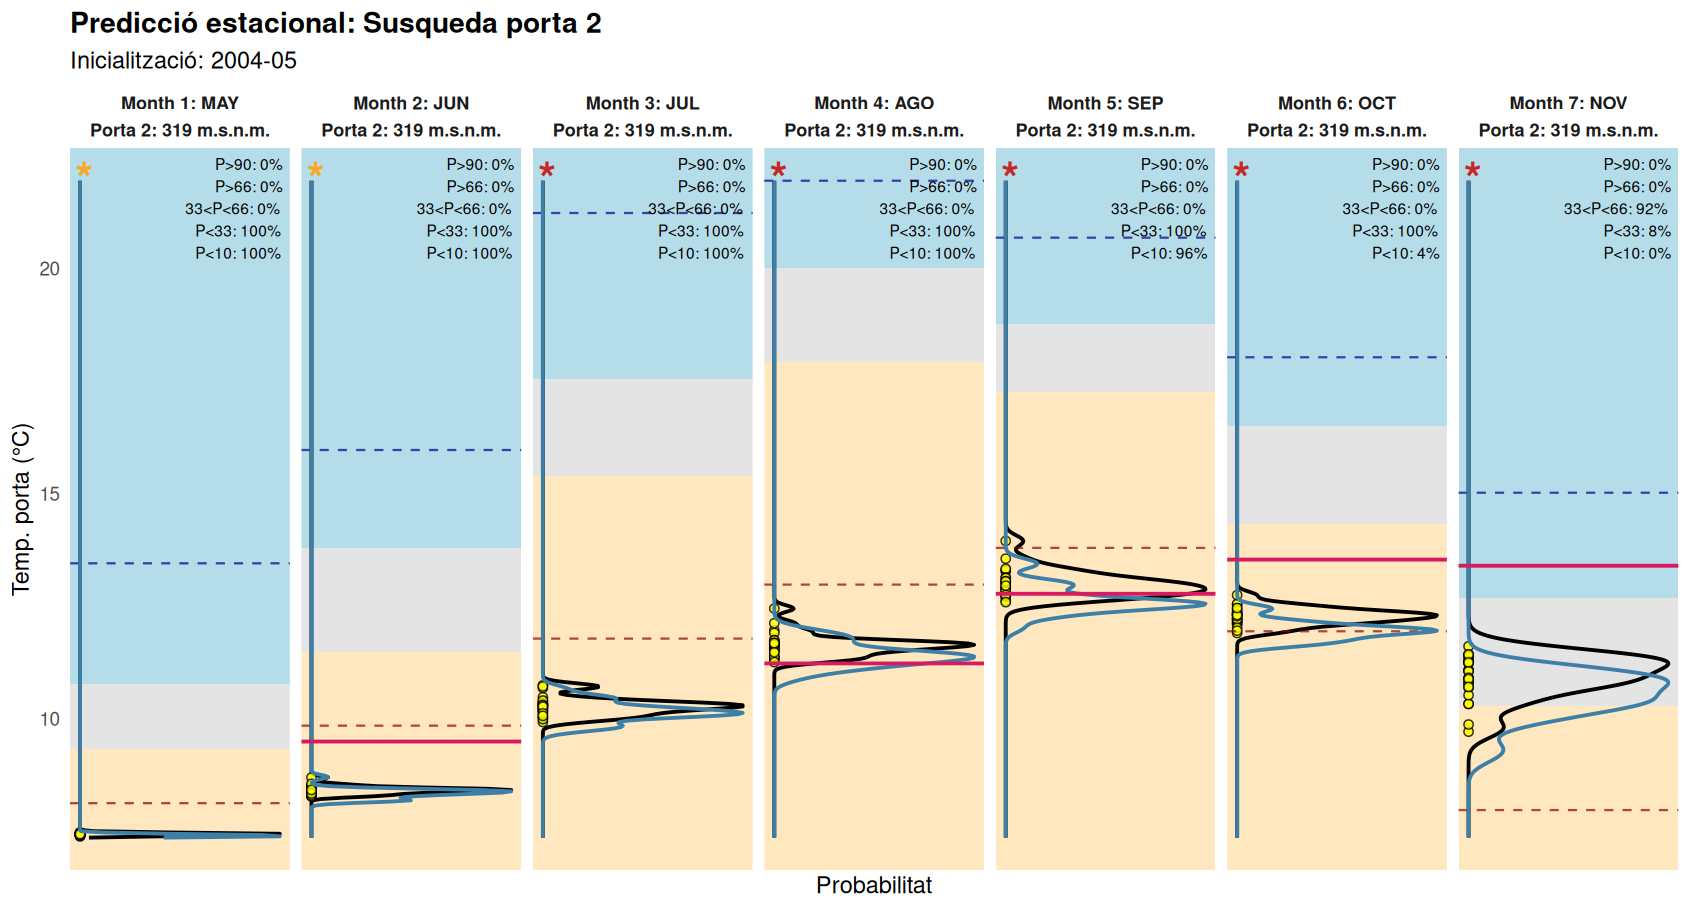 Predicció estacional: Susqueda porta 2
Inicialització: 2004-05
Month 1: MAY
Porta 2: 319 m.s.n.m.
Month 2: JUN
Porta 2: 319 m.s.n.m.
Month 3: JUL
Porta 2: 319 m.s.n.m.
Month 4: AGO
Porta 2: 319 m.s.n.m.
Month 5: SEP
Porta 2: 319 m.s.n.m.
Month 6: OCT
Porta 2: 319 m.s.n.m.
Month 7: NOV
Porta 2: 319 m.s.n.m.
*
P>90: 0%
P>66: 0%
33<P<66: 0%
P<33: 100%
P<10: 100%
*
P>90: 0%
P>66: 0%
33<P<66: 0%
P<33: 100%
P<10: 100%
*
P>90: 0%
P>66: 0%
33<P<66: 0%
P<33: 100%
P<10: 100%
*
P>90: 0%
P>66: 0%
33<P<66: 0%
P<33: 100%
P<10: 100%
*
P>90: 0%
P>66: 0%
33<P<66: 0%
P<33: 100%
P<10: 96%
*
P>90: 0%
P>66: 0%
33<P<66: 0%
P<33: 100%
P<10: 4%
*
P>90: 0%
P>66: 0%
33<P<66: 92%
P<33: 8%
P<10: 0%
20
15
10
Temp. porta (°C)
Probabilitat